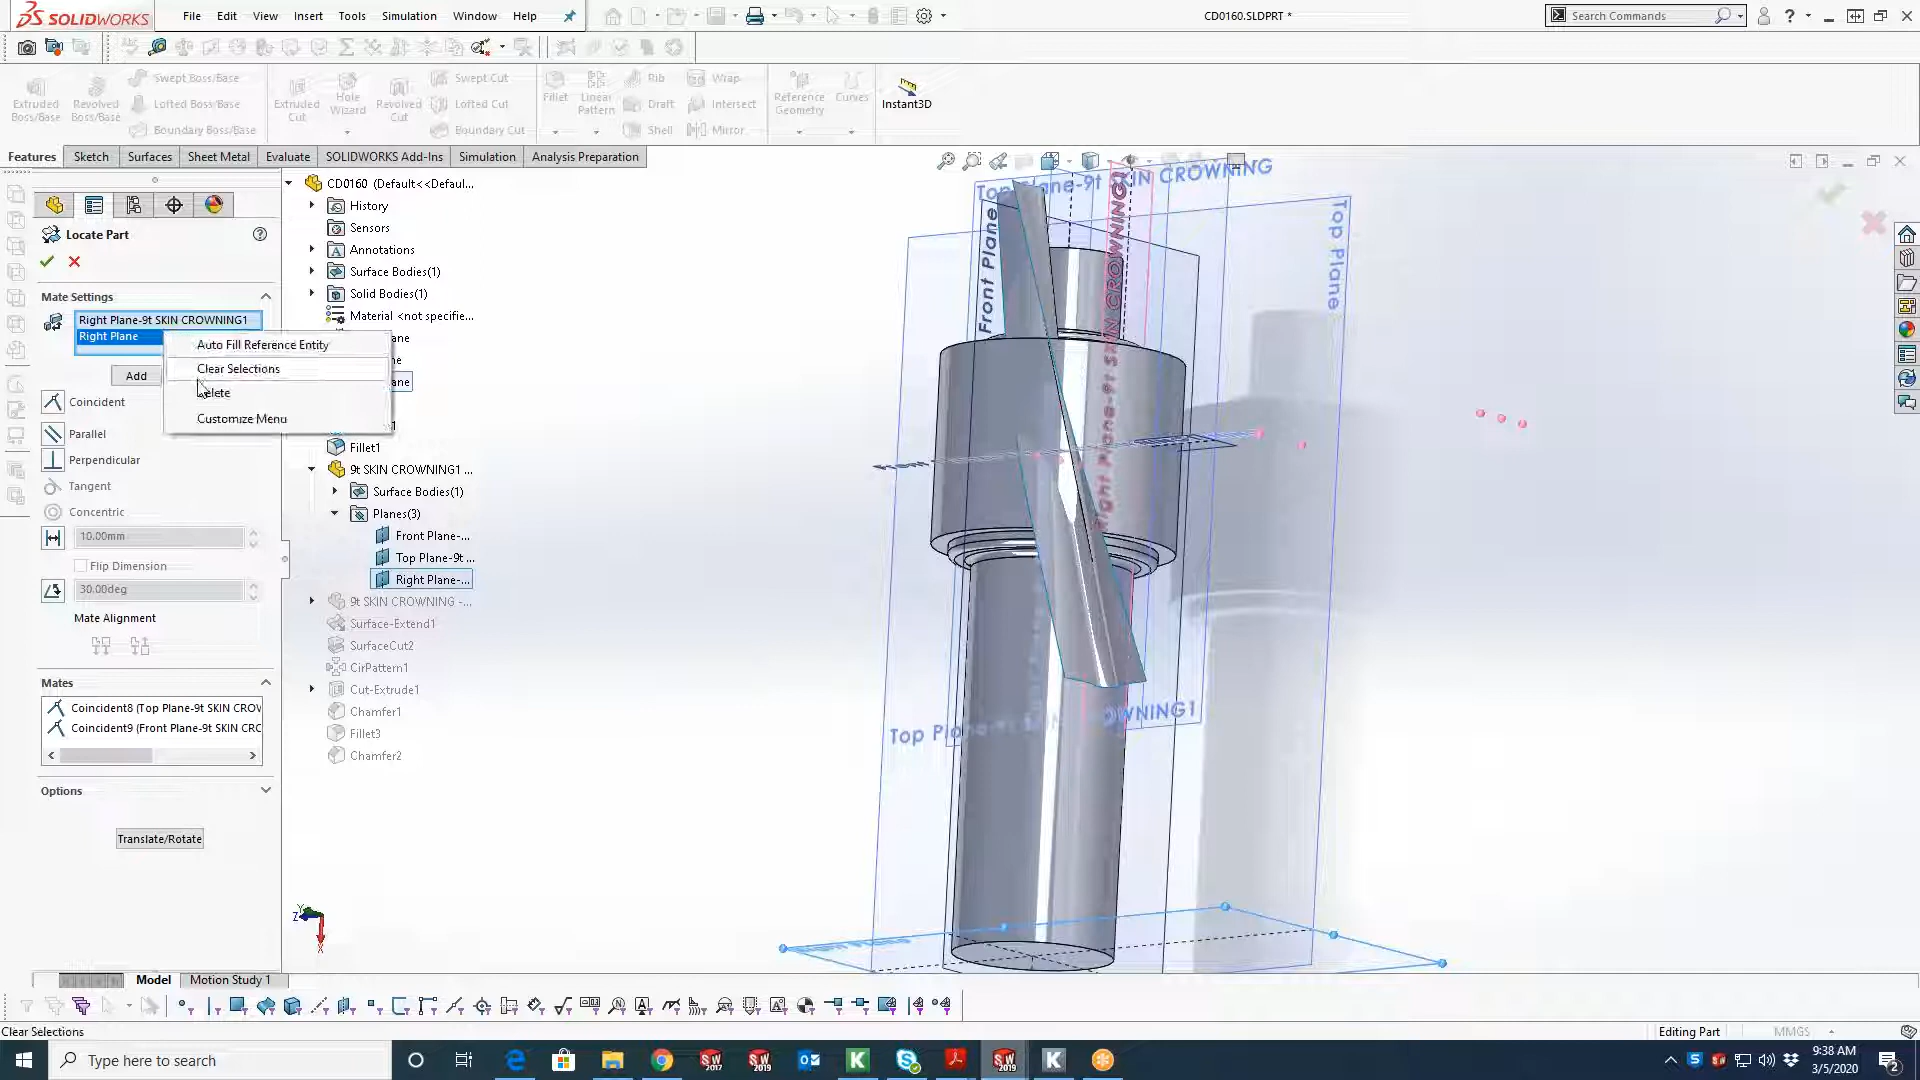 SOLIDWORKS
File Edit View Insert Tools Simulation Window Help
CD0160.SLDPRT *
Search Commands
Extruded Boss/Base
Revolved Boss/Base
Swept Boss/Base
Lofted Boss/Base
Boundary Boss/Base
Extruded Cut
Hole Wizard
Revolved Cut
Swept Cut
Lofted Cut
Boundary Cut
Fillet
Linear Pattern
Rib
Draft
Shell
Wrap
Intersect
Mirror
Reference Geometry
Curves
Instant3D
Features Sketch Surfaces Sheet Metal Evaluate SOLIDWORKS Add-Ins Simulation Analysis Preparation
Locate Part
Mate Settings
Right Plane-9t SKIN CROWNING1
Right Plane
Add
Auto Fill Reference Entity
Clear Selections
Customize Menu
Coincident
Parallel
Perpendicular
Tangent
Concentric
10.00mm
Flip Dimension
30.00deg
Mate Alignment
Mates
Coincident8 (Top Plane-9t SKIN CROW
Coincident9 (Front Plane-9t SKIN CRC
Options
Translate/Rotate
CD0160 (Default<<Defaul...
History
Sensors
Annotations
Surface Bodies(1)
Solid Bodies(1)
Material <not specifie...
Fillet1
9t SKIN CROWNING1 ...
Surface Bodies(1)
Planes(3)
Front Plane-...
Top Plane-9t ...
Right Plane-...
9t SKIN CROWNING -...
Surface-Extend1
SurfaceCut2
CirPattern1
Cut-Extrude1
Chamfer1
Fillet3
Chamfer2
Front Plane
Top Plane
Right Plane-9t SKIN CROWNING1
Model Motion Study 1
Clear Selections
Editing Part
MMGS
Type here to search
9:38 AM
3/5/2020